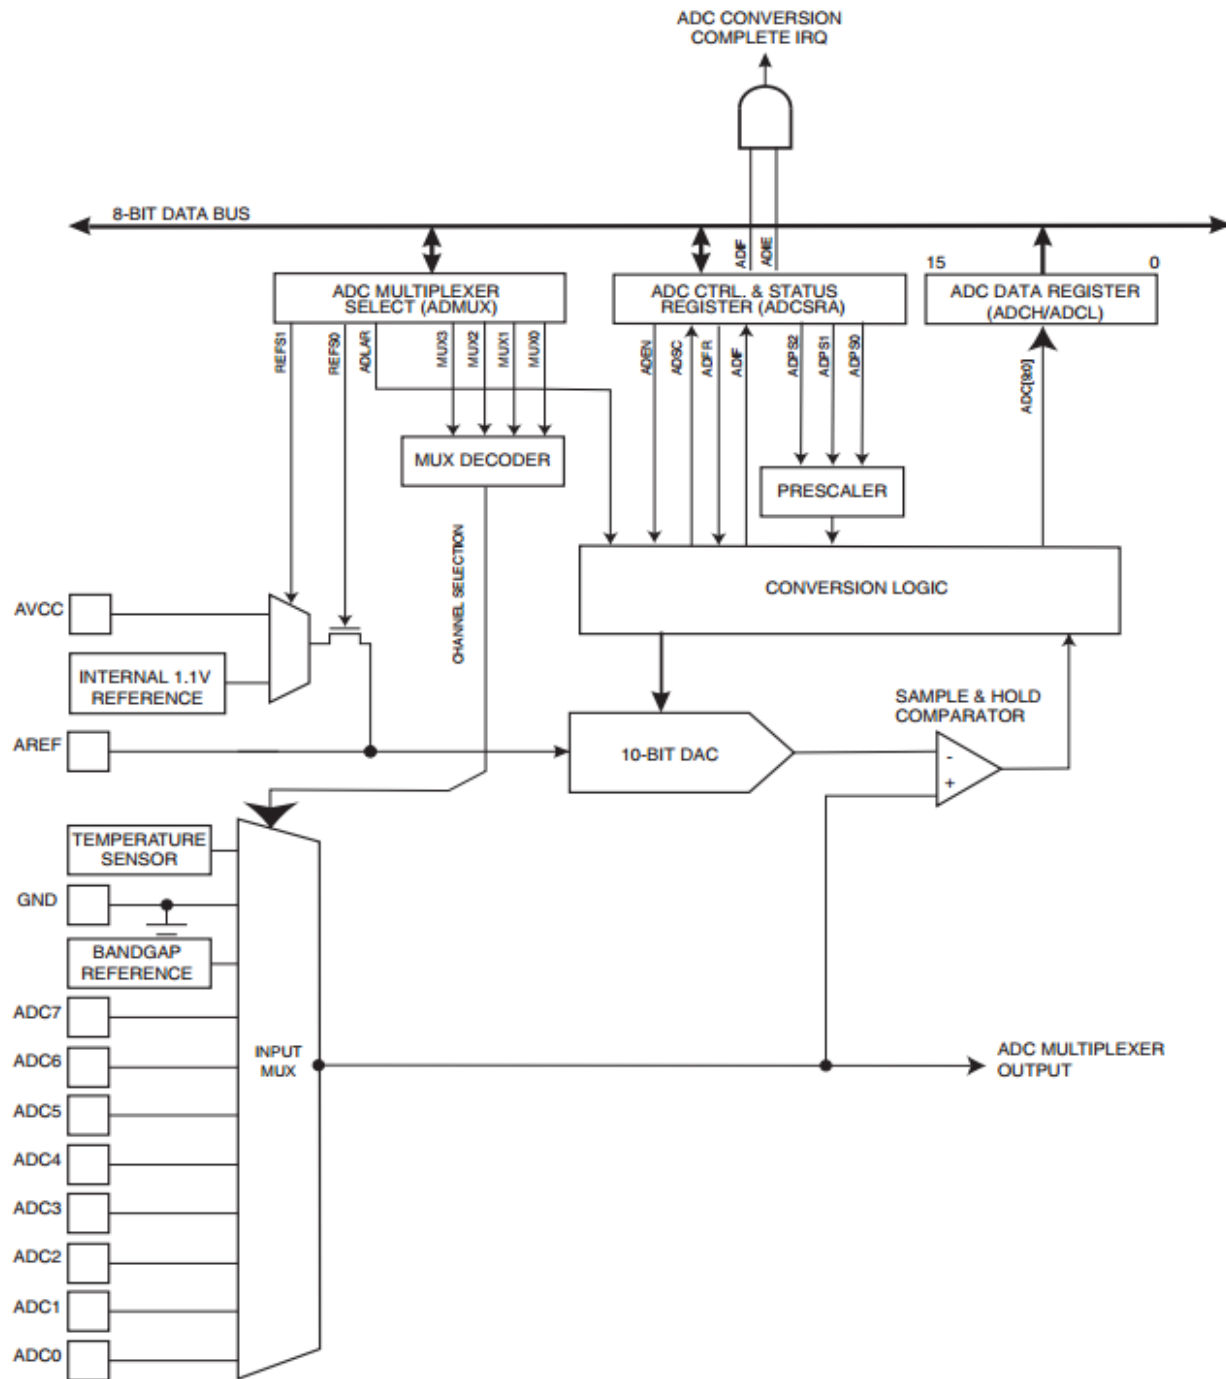 ADC CONVERSION
COMPLETE IRQ
8-BIT DATA BUS
ADIF
ADIE
15
0
ADC MULTIPLEXER
SELECT (ADMUX)
ADC CTRL. & STATUS
REGISTER (ADCSRA)
ADC DATA REGISTER
(ADCH/ADCL)
REFS1
REFS0
ADLAR
MUX3
MUX2
MUX1
MUX0
ADEN
ADSC
ADFR
ADIF
ADPS2
ADPS1
ADPS0
ADC[9:0]
MUX DECODER
PRESCALER
CHANNEL SELECTION
CONVERSION LOGIC
AVCC
INTERNAL 1.1V
REFERENCE
SAMPLE & HOLD
COMPARATOR
AREF
10-BIT DAC
-
+
TEMPERATURE
SENSOR
GND
BANDGAP
REFERENCE
ADC7
ADC6
INPUT
MUX
ADC MULTIPLEXER
OUTPUT
ADC5
ADC4
ADC3
ADC2
ADC1
ADC0